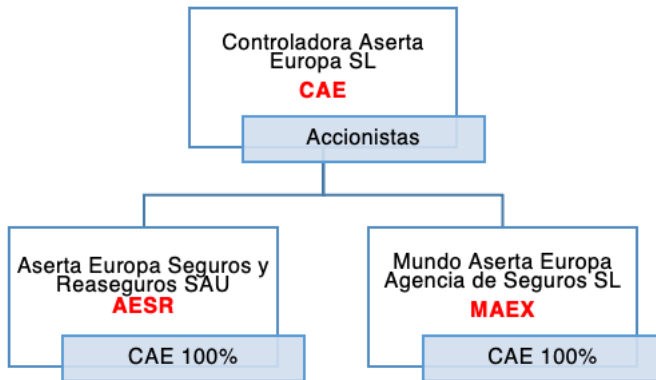 Controladora Aserta
Europa SL
CAE
Accionistas
Aserta Europa Seguros y
Reaseguros SAU
AESR
CAE 100%
Mundo Aserta Europa
Agencia de Seguros SL
MAEX
CAE 100%